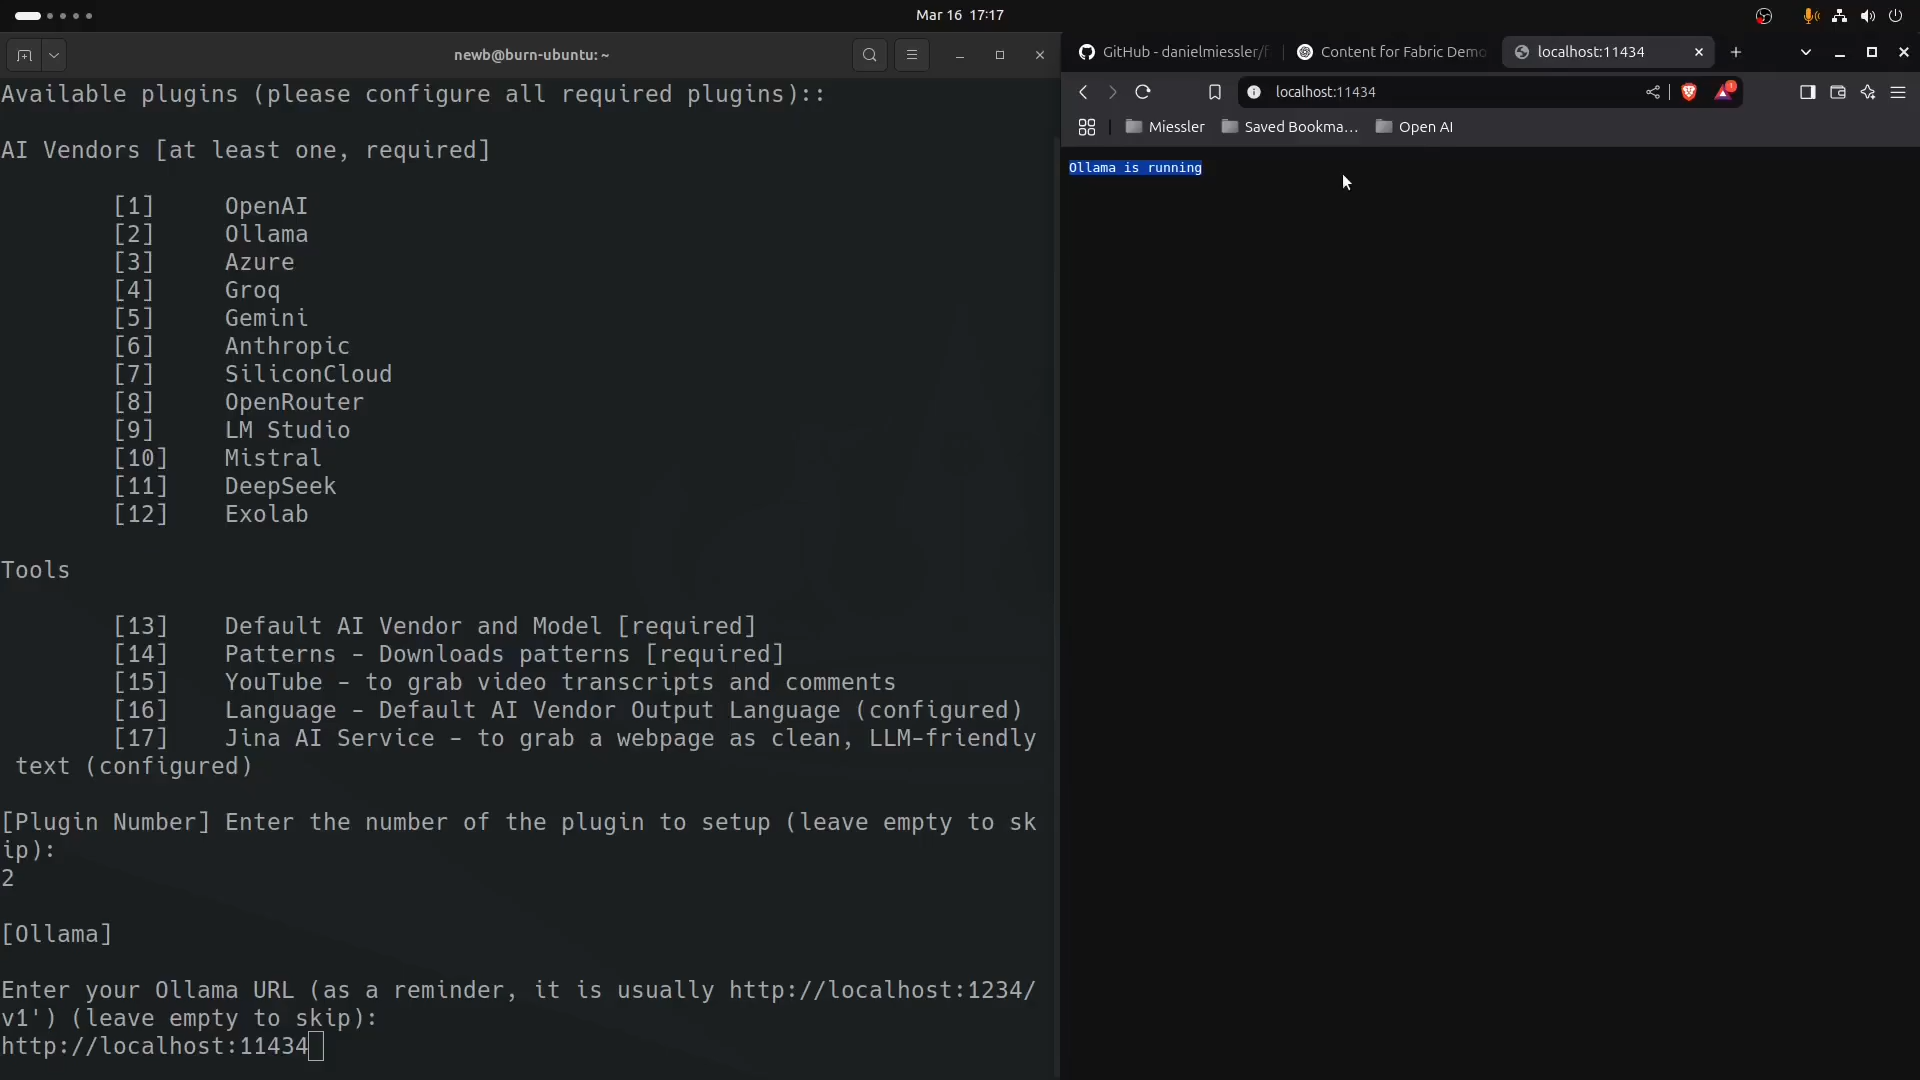 Mar 16 17:17
newb@burn-ubuntu: ~
Available plugins (please configure all required plugins)::
AI Vendors [at least one, required]
[1] OpenAI
[2] Ollama
[3] Azure
[4] Groq
[5] Gemini
[6] Anthropic
[7] SiliconCloud
[8] OpenRouter
[9] LM Studio
[10] Mistral
[11] DeepSeek
[12] Exolab
Tools
[13] Default AI Vendor and Model [required]
[14] Patterns - Downloads patterns [required]
[15] YouTube - to grab video transcripts and comments
[16] Language - Default AI Vendor Output Language (configured)
[17] Jina AI Service - to grab a webpage as clean, LLM-friendly
text (configured)
[Plugin Number] Enter the number of the plugin to setup (leave empty to sk
ip):
2
[Ollama]
Enter your Ollama URL (as a reminder, it is usually http://localhost:1234/
v1') (leave empty to skip):
http://localhost:11434
GitHub - danielmiessler/f
Content for Fabric Demo
localhost:11434
localhost:11434
1
Miessler
Saved Bookma...
Open AI
Ollama is running